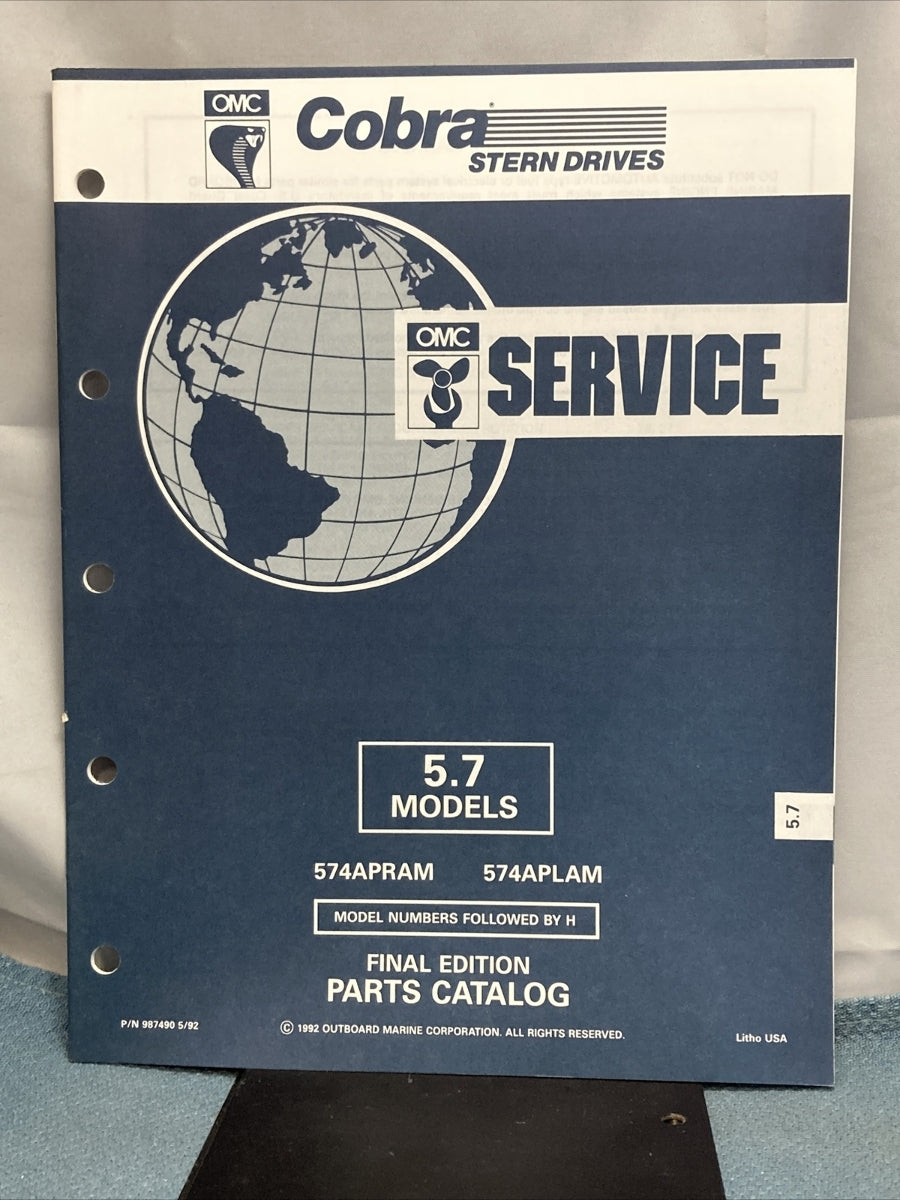 OMC
Cobra®
STERN DRIVES
OMC
SERVICE
5.7
MODELS
5.7
574APRAM 574APLAM
MODEL NUMBERS FOLLOWED BY H
FINAL EDITION
PARTS CATALOG
P/N 987490 5/92
© 1992 OUTBOARD MARINE CORPORATION. ALL RIGHTS RESERVED.
Litho USA